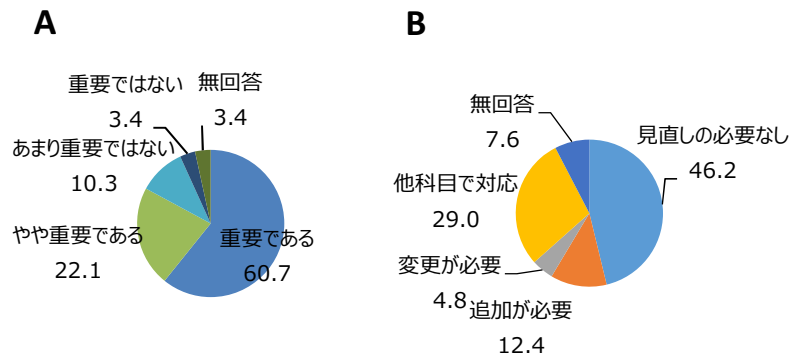 A
重要ではない
3.4
無回答
3.4
あまり重要ではない
10.3
やや重要である
22.1
重要である
60.7
B
無回答
7.6
見直しの必要なし
46.2
他科目で対応
29.0
変更が必要
4.8
追加が必要
12.4